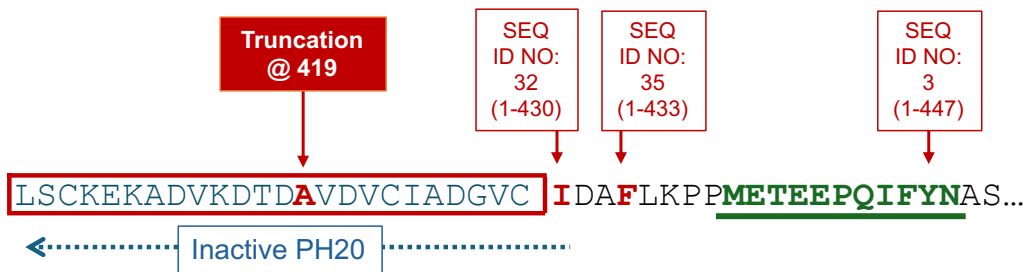 Truncation
@ 419
SEQ
ID NO:
32
(1-430)
SEQ
ID NO:
35
(1-433)
SEQ
ID NO:
3
(1-447)
LSCKEKADVKDTDAVDVCIADGVC IDAFLKPPMETEEPQIFYNAS…
Inactive PH20